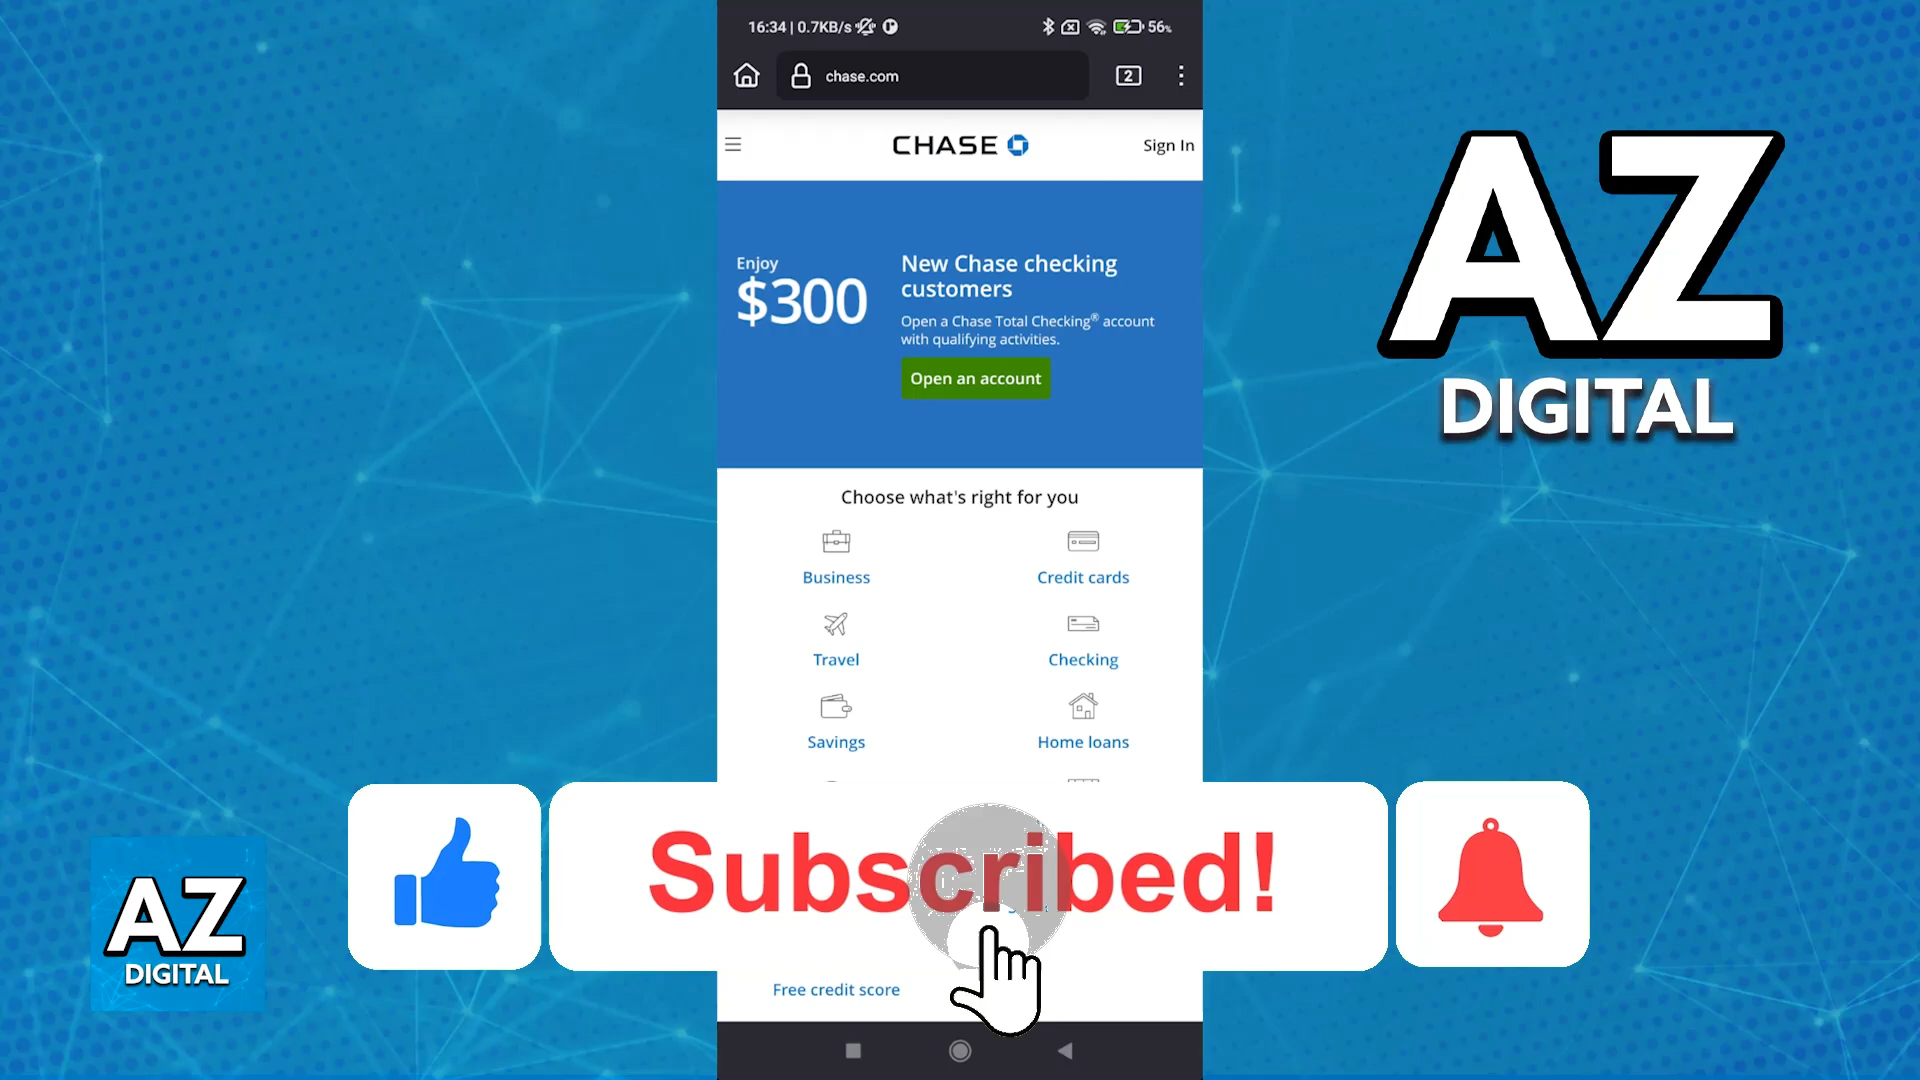 16:34 | 0.7KB/s
56%
chase.com
2
CHASE
Sign In
Enjoy
$300
New Chase checking
customers
Open a Chase Total Checking® account
with qualifying activities.
Open an account
Choose what's right for you
Business
Credit cards
Travel
Checking
Savings
Home loans
Subscribed!
Free credit score
AZ
DIGITAL
AZ
DIGITAL